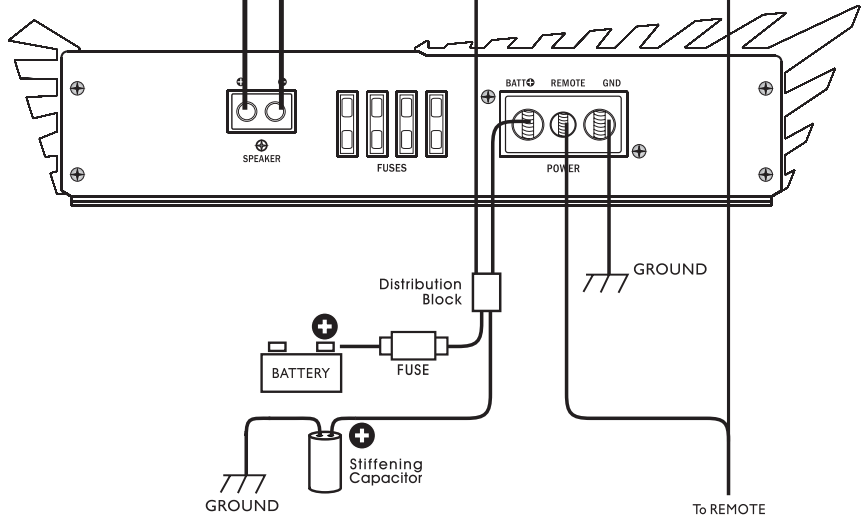 BATT
REMOTE
GND
SPEAKER
FUSES
POWER
GROUND
Distribution
Block
BATTERY
FUSE
Stiffening
Capacitor
GROUND
To REMOTE